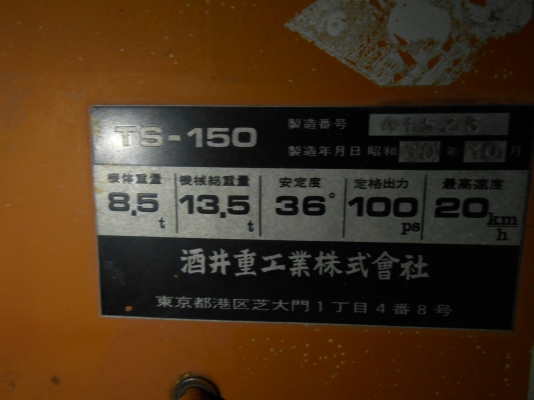 TS-150
製造番号
製造年月日 昭和 60 年 10 月
機体重量 機械総重量 安定度 定格出力 最高速度
8,5t 13,5t 36° 100ps 20km/h
酒井重工業株式會社
東京都港区芝大門1丁目4番8号